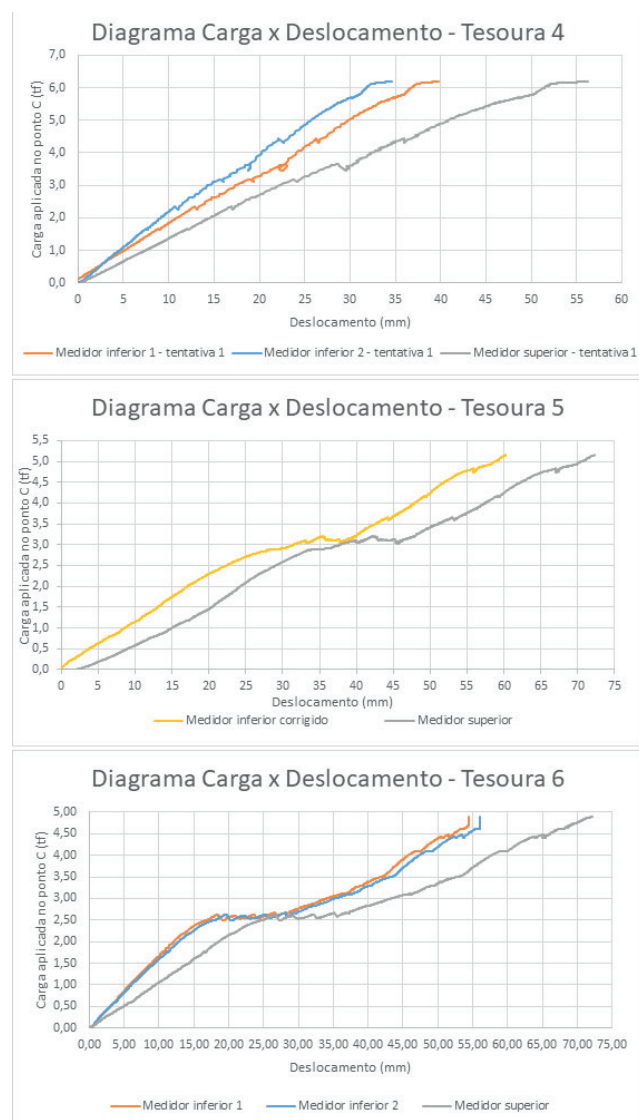 Diagrama Carga x Deslocamento - Tesoura 4
Carga aplicada no ponto C (tf)
7,0
6,0
5,0
4,0
3,0
2,0
1,0
0,0
0 5 10 15 20 25 30 35 40 45 50 55 60
Deslocamento (mm)
Medidor inferior 1 - tentativa 1 Medidor inferior 2 - tentativa 1 Medidor superior - tentativa 1
Diagrama Carga x Deslocamento - Tesoura 5
Carga aplicada no ponto C (tf)
5,5
5,0
4,5
4,0
3,5
3,0
2,5
2,0
1,5
1,0
0,5
0,0
0 5 10 15 20 25 30 35 40 45 50 55 60 65 70 75
Deslocamento (mm)
Medidor inferior corrigido Medidor superior
Diagrama Carga x Deslocamento - Tesoura 6
Carga aplicada no ponto C (tf)
5,00
4,50
4,00
3,50
3,00
2,50
2,00
1,50
1,00
0,50
0,00
0,00 5,00 10,00 15,00 20,00 25,00 30,00 35,00 40,00 45,00 50,00 55,00 60,00 65,00 70,00 75,00
Deslocamento (mm)
Medidor inferior 1 Medidor inferior 2 Medidor superior